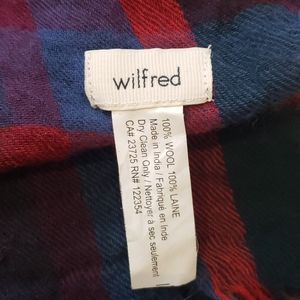 wilfred
100% WOOL 100% LAINE
Made in Inda / Fabriqué en Inde
Dry Clean Only / Nettoyer à sec seulement
CA# 23725 RN# 122354